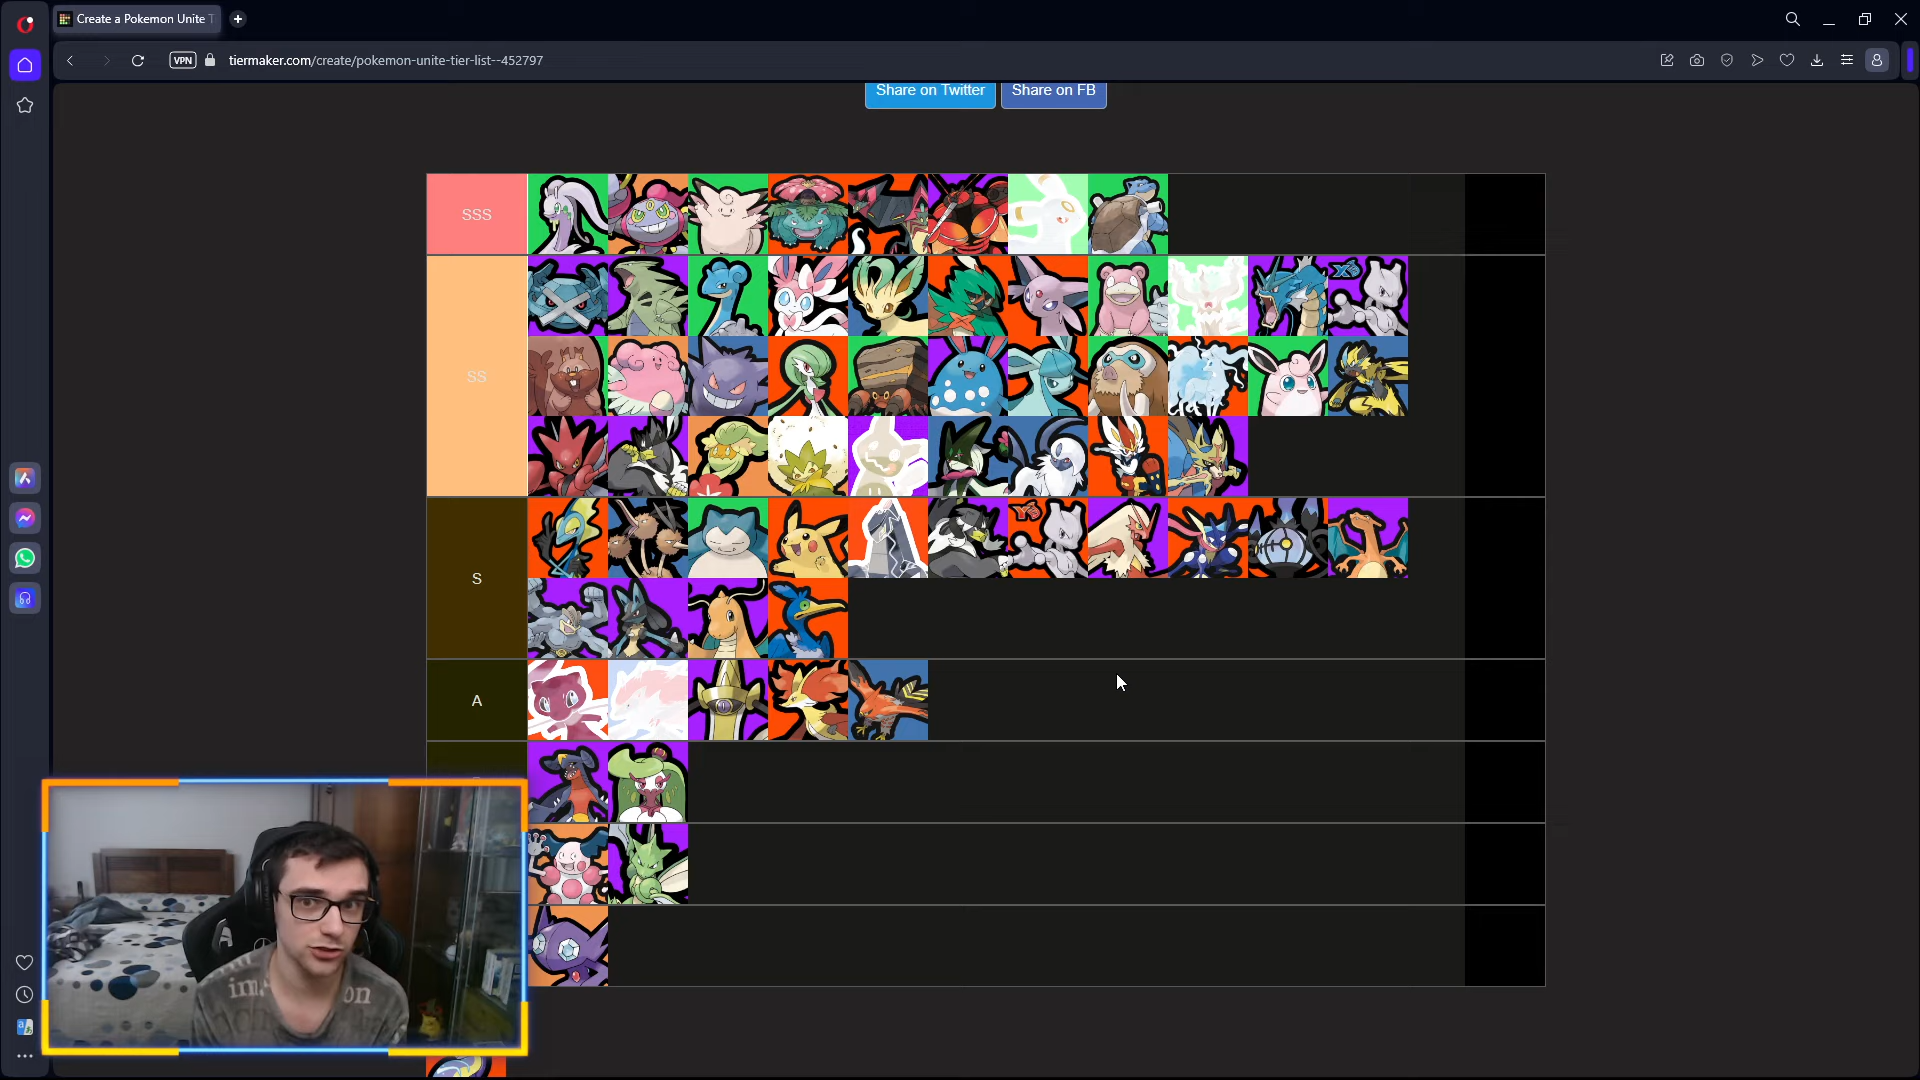 Create a Pokemon Unite T
VPN
tiermaker.com/create/pokemon-unite-tier-list--452797
Share on Twitter
Share on FB
SSS
SS
S
A